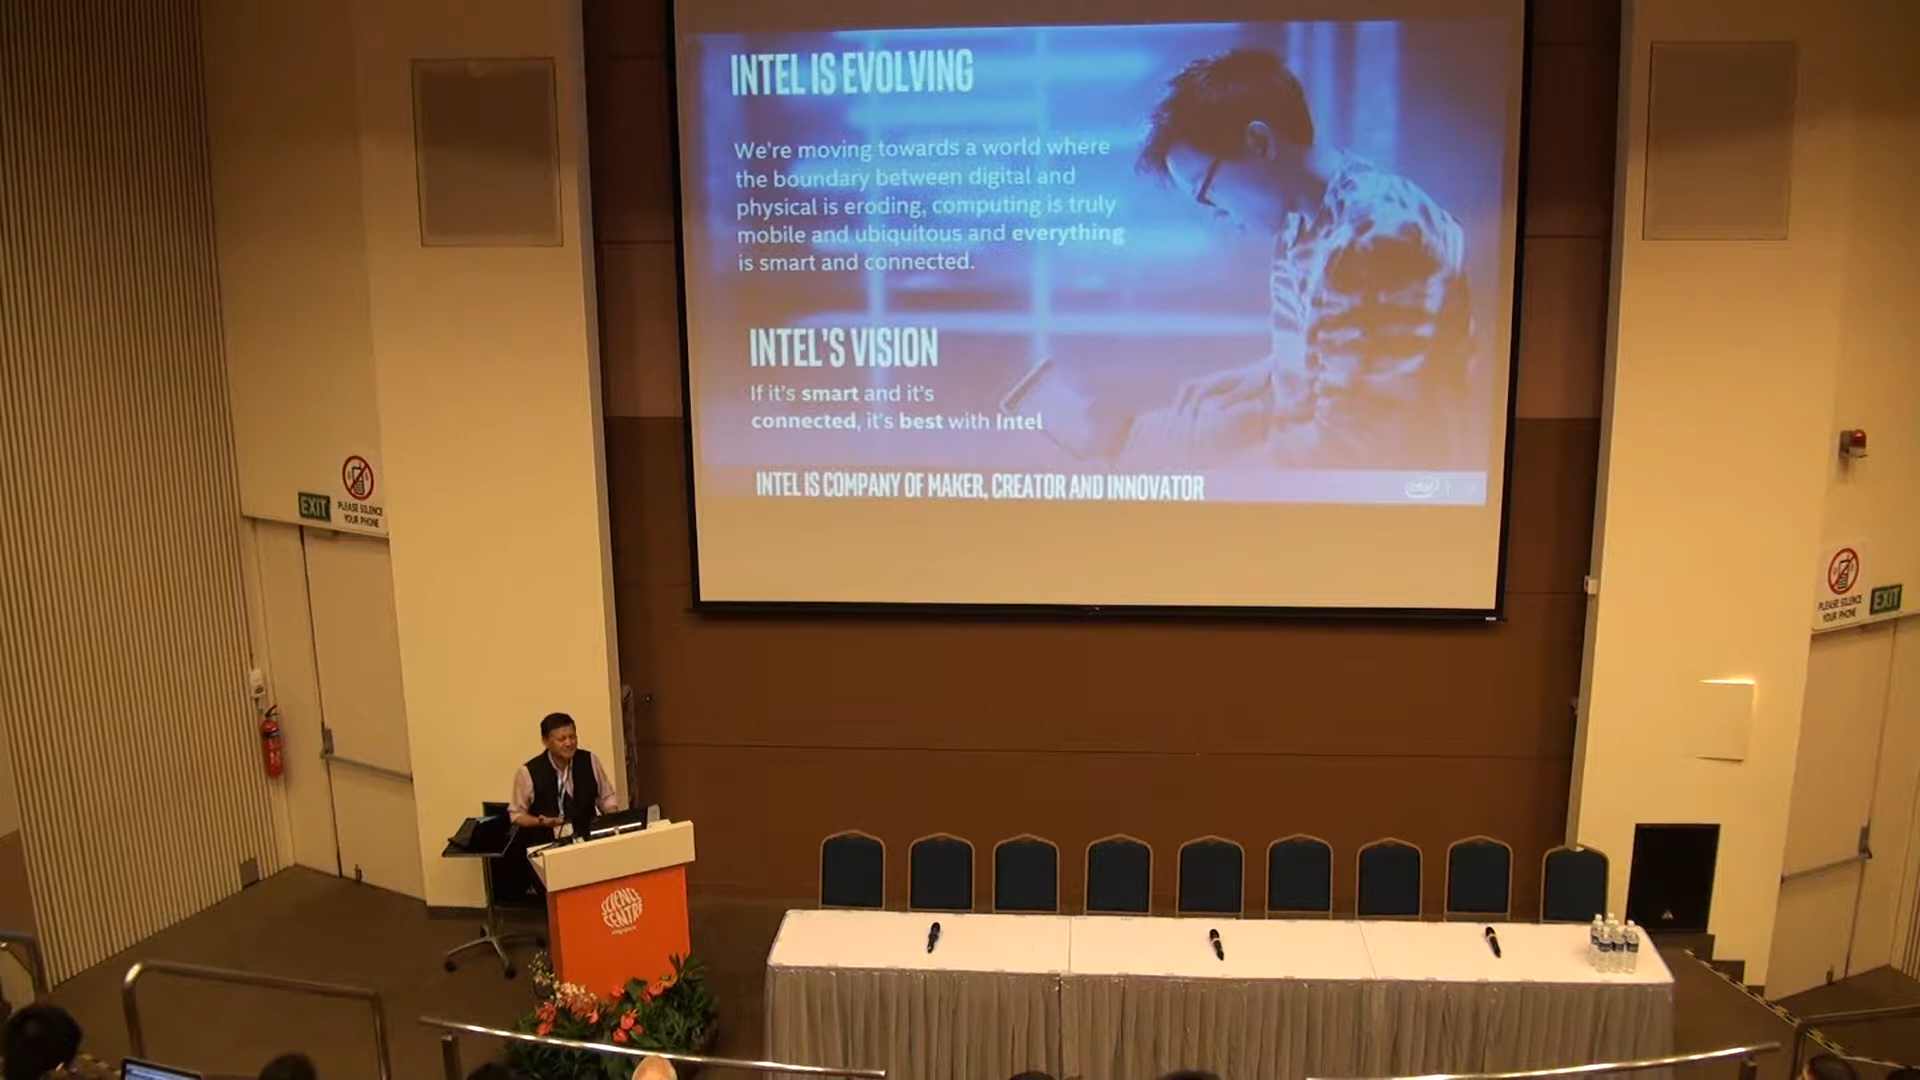 INTEL IS EVOLVING
We're moving towards a world where
the boundary between digital and
physical is eroding, computing is truly
mobile and ubiquitous and everything
is smart and connected.
INTEL'S VISION
If it's smart and it's
connected, it's best with Intel
INTEL IS COMPANY OF MAKER, CREATOR AND INNOVATOR
intel
EXIT
PLEASE SILENCE
YOUR PHONE
PLEASE SILENCE
YOUR PHONE
EXIT
SCIENCE
CENTRE